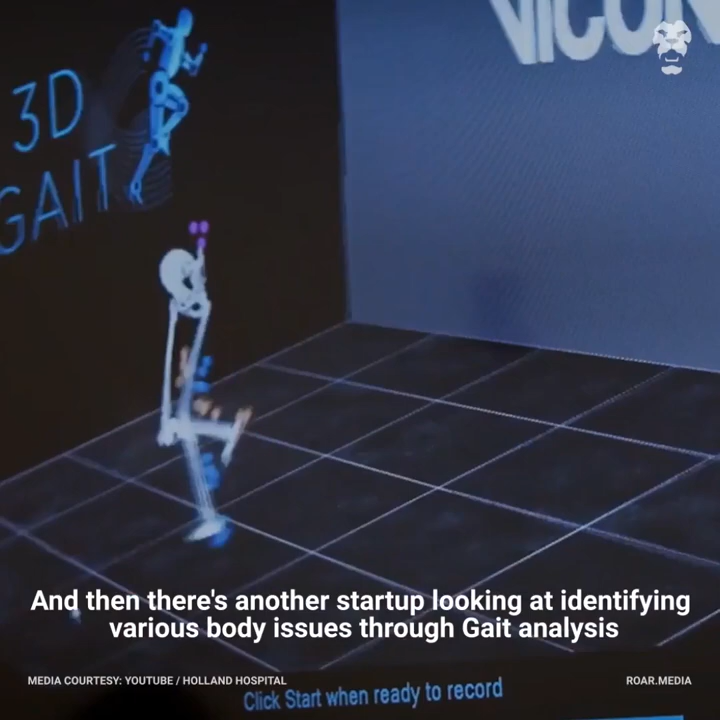 VICON
3D
GAIT
And then there's another startup looking at identifying
various body issues through Gait analysis
MEDIA COURTESY: YOUTUBE / HOLLAND HOSPITAL
ROAR.MEDIA
Click Start when ready to record